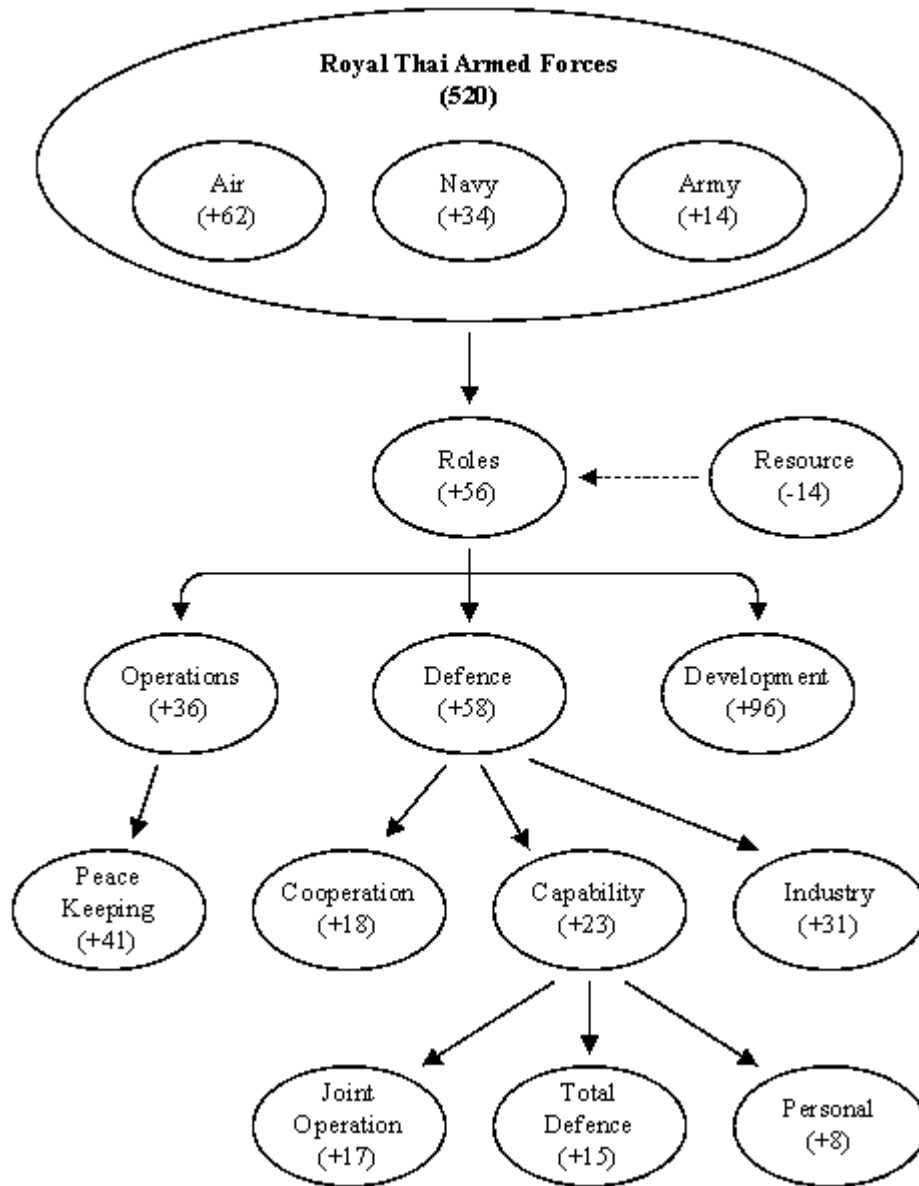 Royal Thai Armed Forces
(520)
Air
(+62)
Navy
(+34)
Army
(+14)
Roles
(+56)
Resource
(-14)
Operations
(+36)
Defence
(+58)
Development
(+96)
Peace
Keeping
(+41)
Cooperation
(+18)
Capability
(+23)
Industry
(+31)
Joint
Operation
(+17)
Total
Defence
(+15)
Personal
(+8)